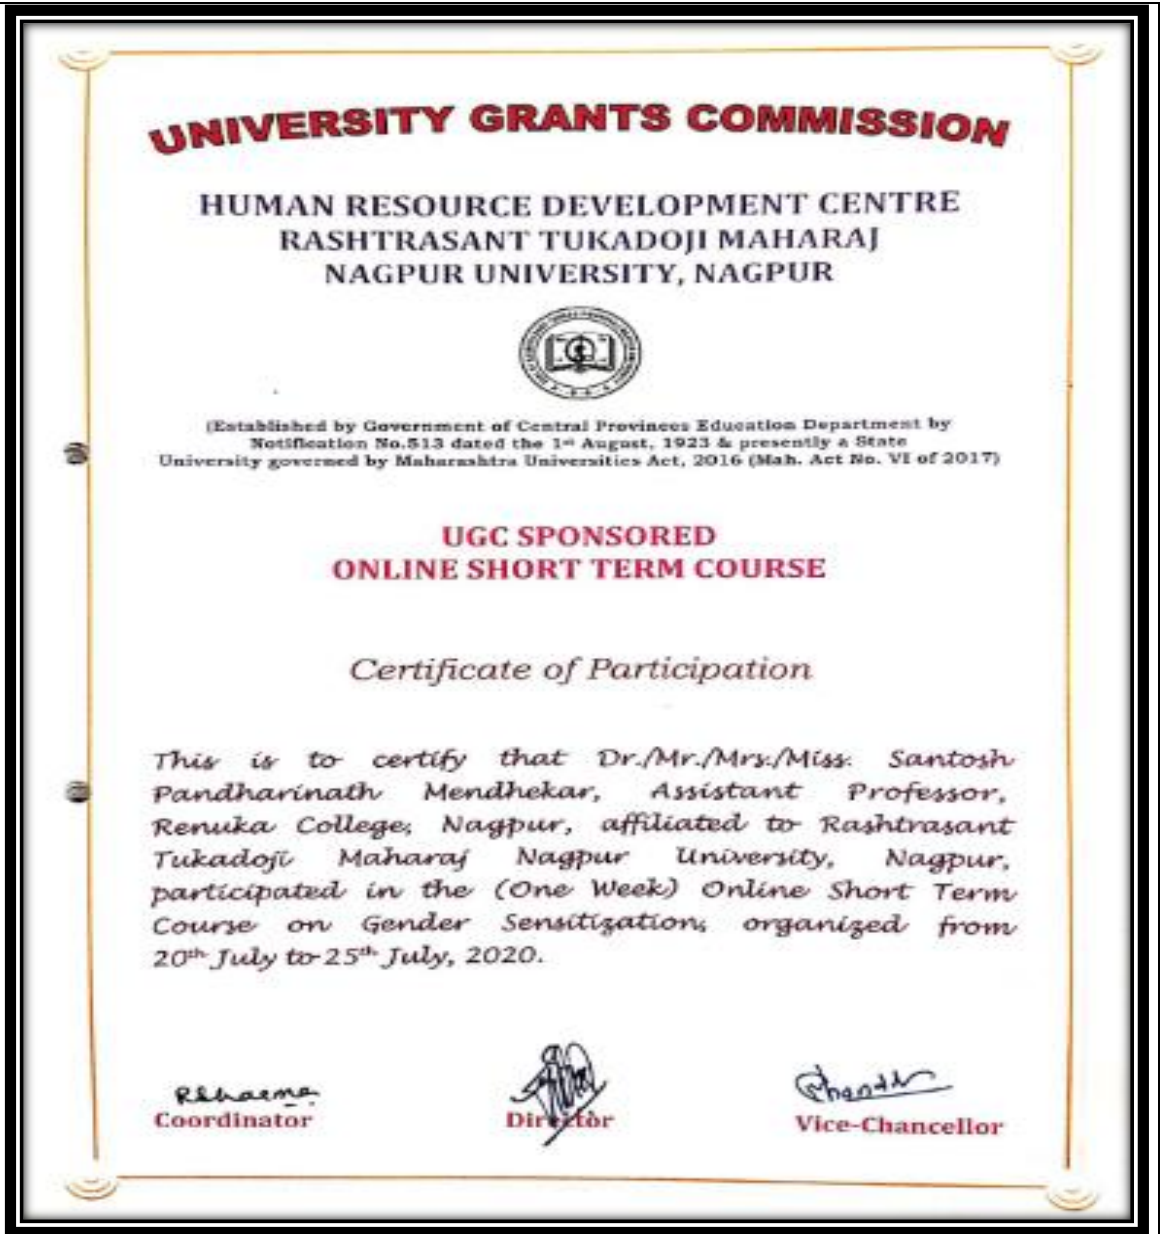 UNIVERSITY GRANTS COMMISSION
HUMAN RESOURCE DEVELOPMENT CENTRE
RASHTRASANT TUKADOJI MAHARAJ
NAGPUR UNIVERSITY, NAGPUR
(Established by Government of Central Provinces Education Department by
Notification No.513 dated the 1st August, 1923 & presently a State
University governed by Maharashtra Universities Act, 2016 (Mah. Act No. VI of 2017)
UGC SPONSORED
ONLINE SHORT TERM COURSE
Certificate of Participation
This is to certify that Dr./Mr./Mrs./Miss. Santosh
Pandharinath Mendhekar, Assistant Professor,
Renuka College, Nagpur, affiliated to Rashtrasant
Tukadoji Maharaj Nagpur University, Nagpur,
participated in the (One Week) Online Short Term
Course on Gender Sensitization, organized from
20th July to 25th July, 2020.
Coordinator
Director
Vice-Chancellor